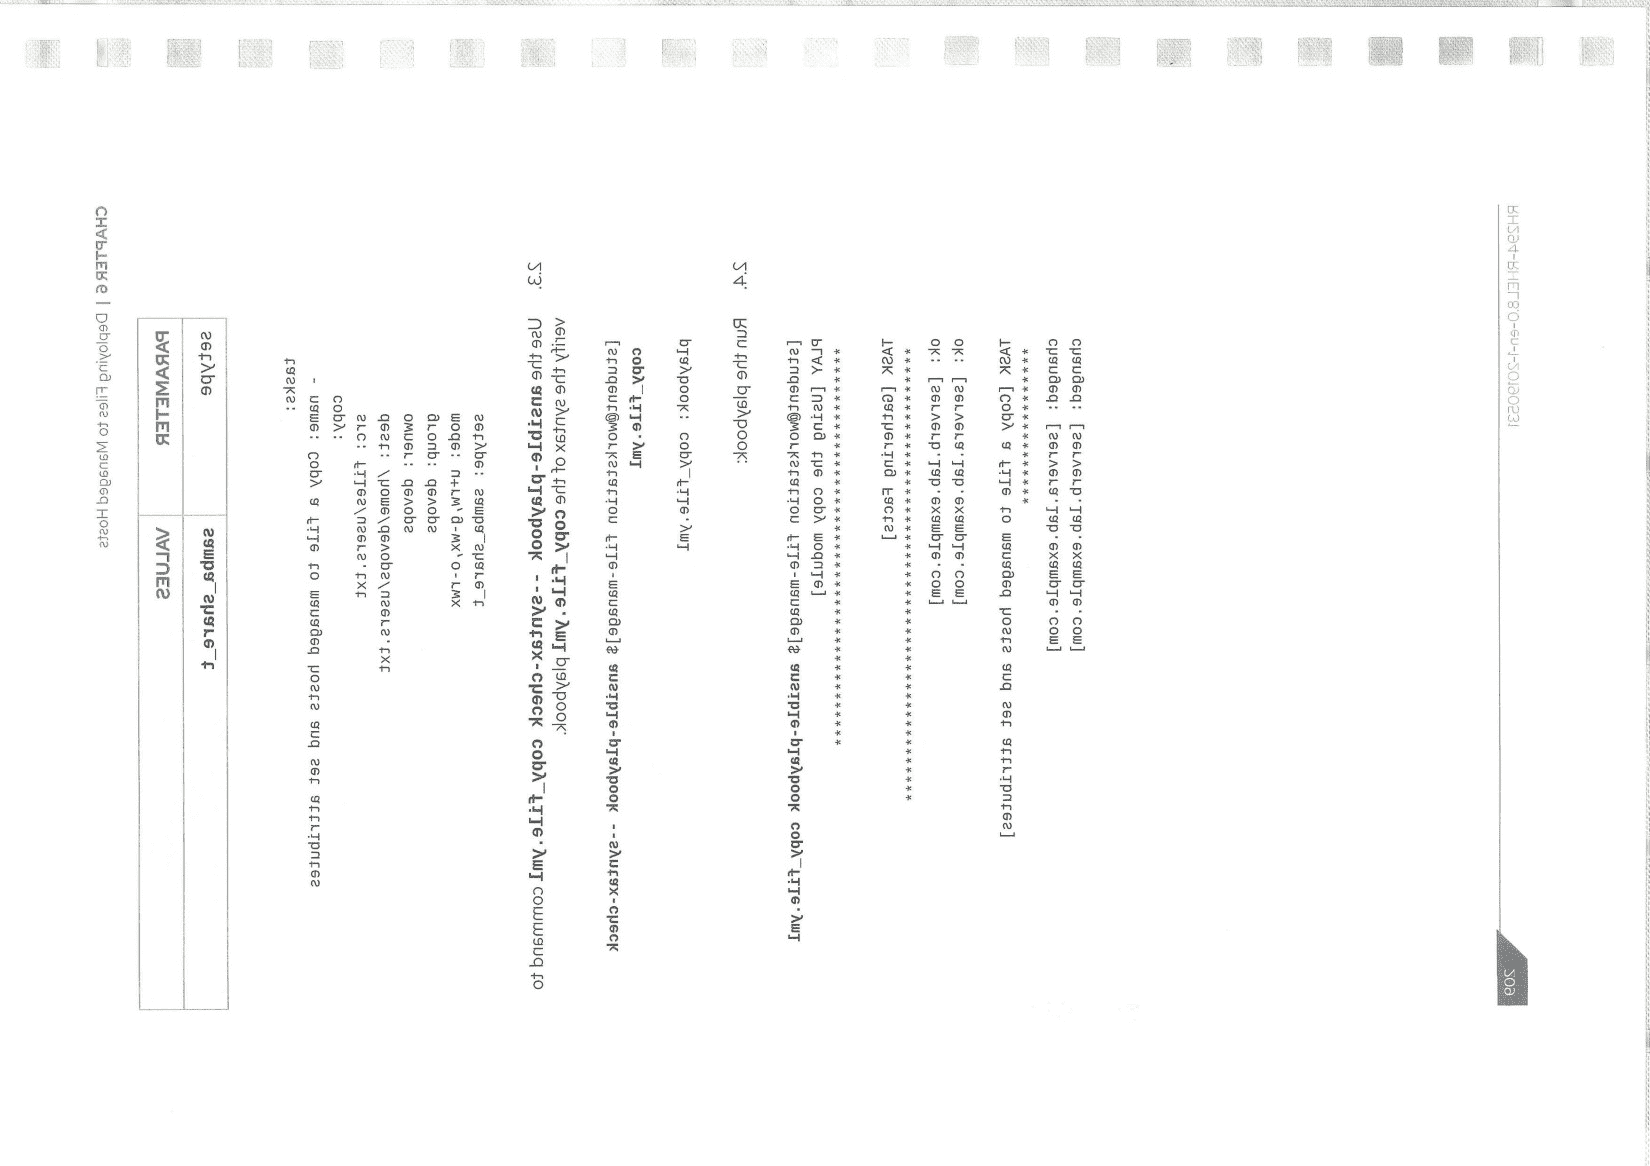 CHAPTER 6 | Deploying Files to Managed Hosts
PARAMETER VALUES
setype samba_share_t
tasks:
- name: Copy a file to managed hosts and set attributes
copy:
src: files/users.txt
dest: /home/devops/users.txt
owner: devops
group: devops
mode: u+rw,g-wx,o-rwx
setype: samba_share_t
2.3. Use the ansible-playbook --syntax-check copy_file.yml command to
verify the syntax of the copy_file.yml playbook.
[student@workstation file-manage]$ ansible-playbook --syntax-check
copy_file.yml
playbook: copy_file.yml
2.4. Run the playbook:
[student@workstation file-manage]$ ansible-playbook copy_file.yml
PLAY [Using the copy module]
***************************************************
TASK [Gathering Facts]
**********************************************************
ok: [serverb.lab.example.com]
ok: [servera.lab.example.com]
TASK [Copy a file to managed hosts and set attributes]
********************
changed: [servera.lab.example.com]
changed: [serverb.lab.example.com]
RH294-RHEL8.0-en-1-20190531 209